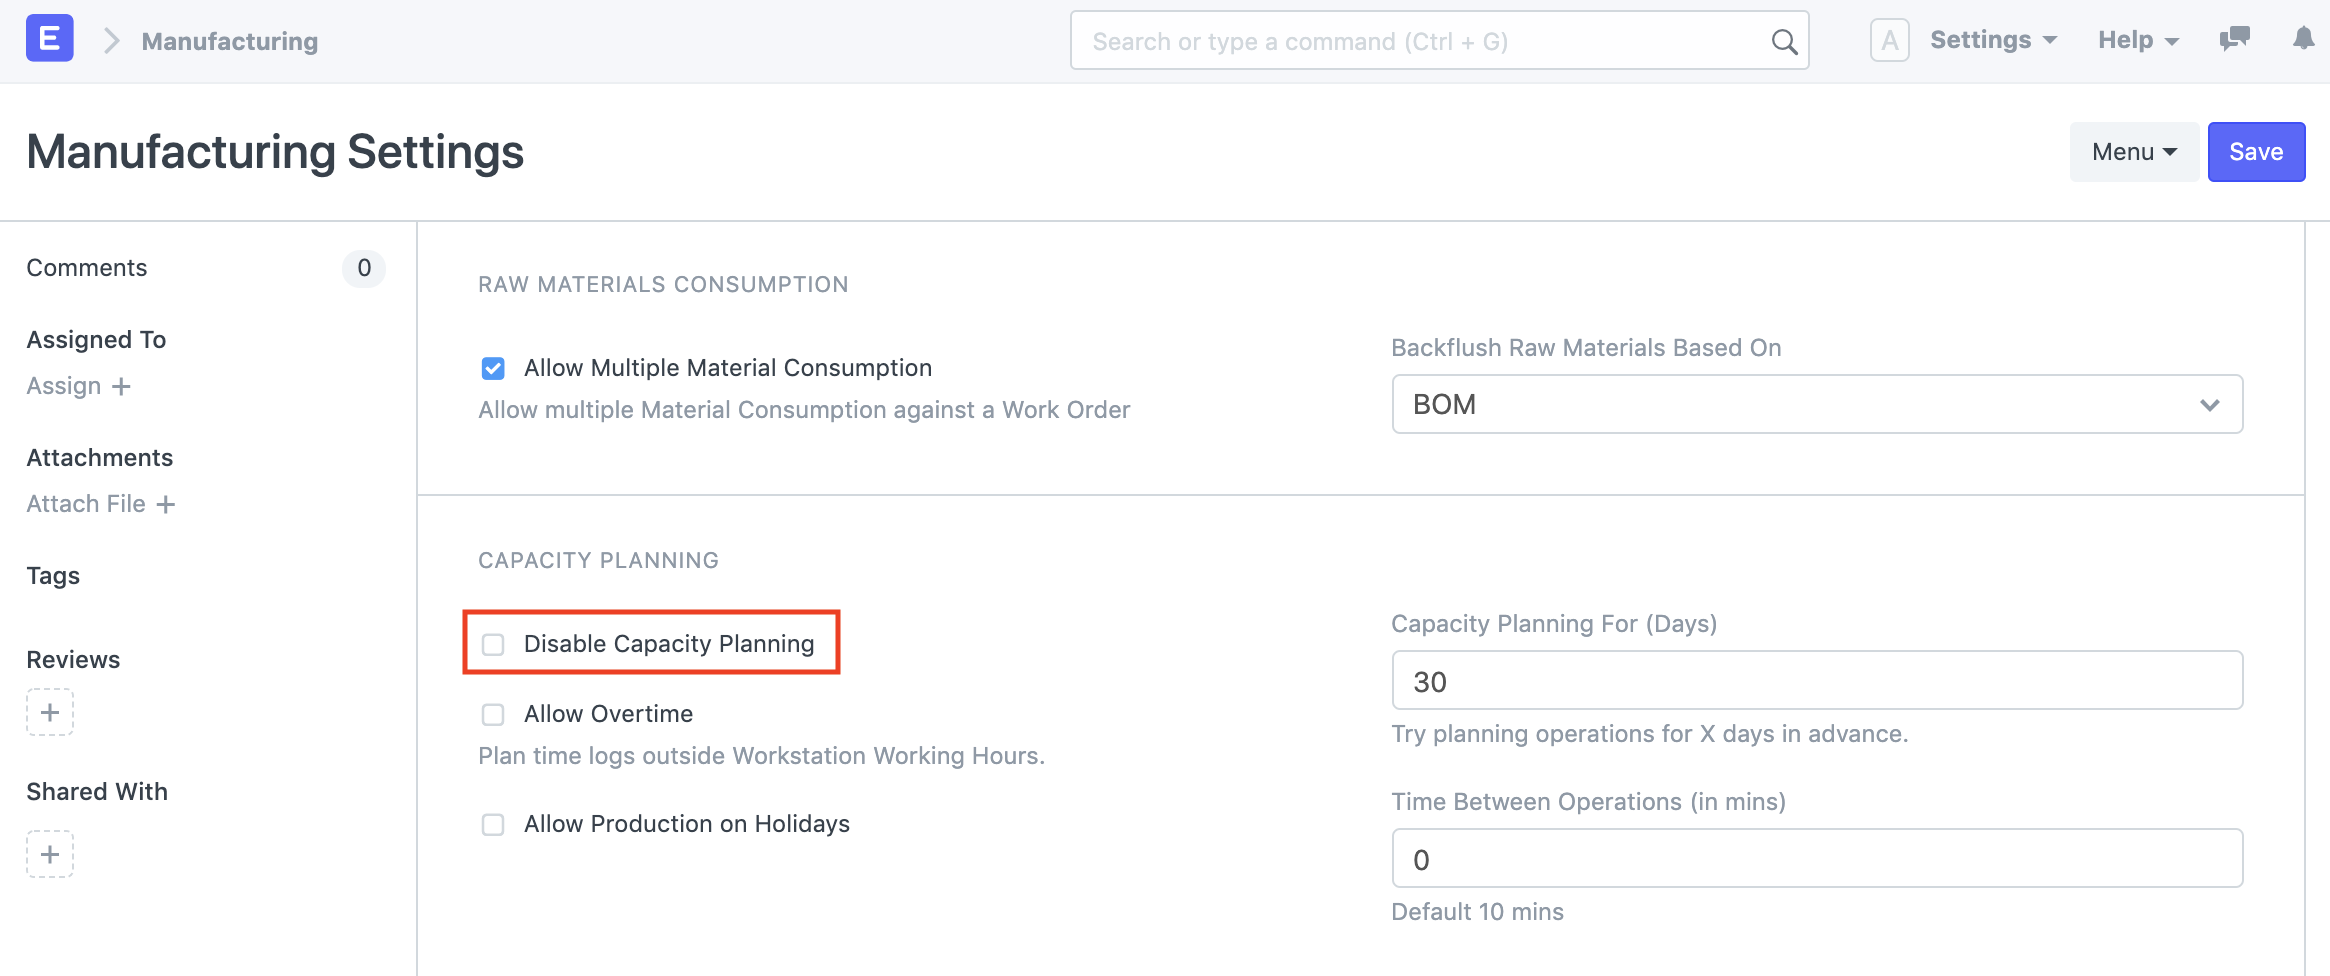 E
Manufacturing
Search or type a command (Ctrl + G)
A
Settings
Help
Manufacturing Settings
Menu
Save
Comments
0
Assigned To
Assign +
Attachments
Attach File +
Tags
Reviews
+
Shared With
+
RAW MATERIALS CONSUMPTION
Allow Multiple Material Consumption
Allow multiple Material Consumption against a Work Order
Backflush Raw Materials Based On
BOM
CAPACITY PLANNING
Disable Capacity Planning
Allow Overtime
Plan time logs outside Workstation Working Hours.
Allow Production on Holidays
Capacity Planning For (Days)
30
Try planning operations for X days in advance.
Time Between Operations (in mins)
0
Default 10 mins